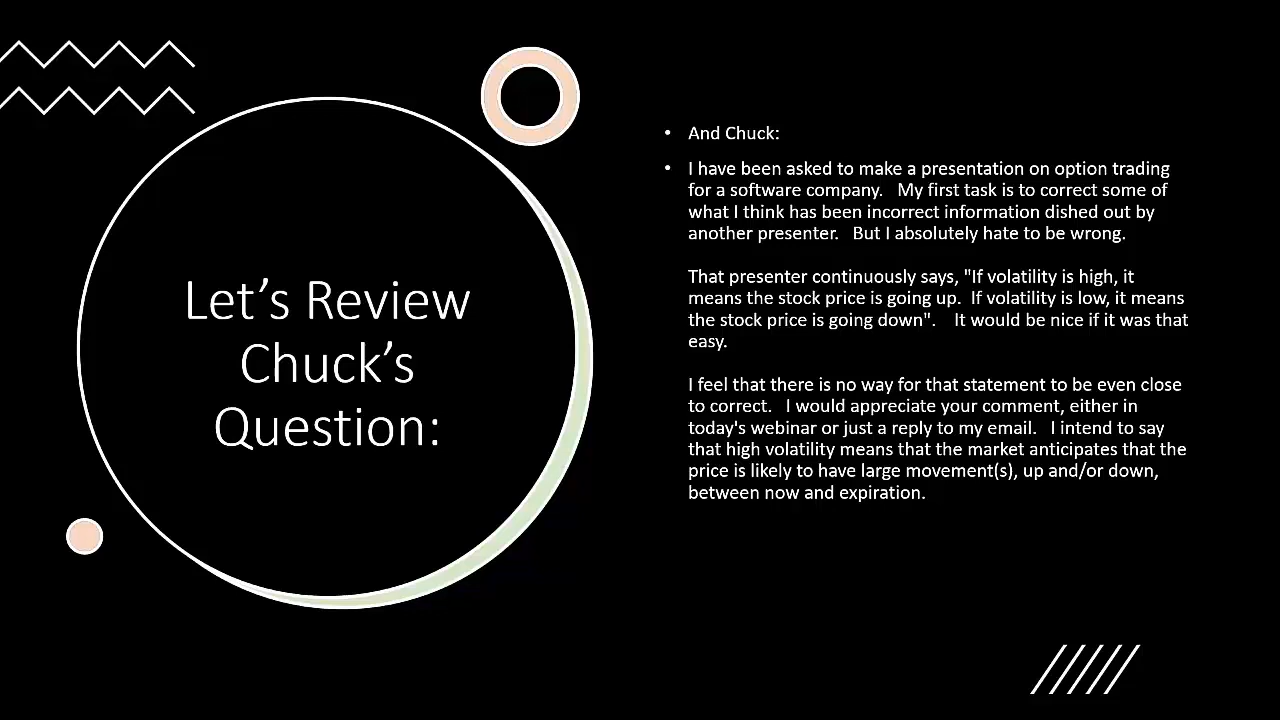 Let's Review
Chuck's
Question:
• And Chuck:
• I have been asked to make a presentation on option trading
for a software company.   My first task is to correct some of
what I think has been incorrect information dished out by
another presenter.   But I absolutely hate to be wrong.
That presenter continuously says, "If volatility is high, it
means the stock price is going up.  If volatility is low, it means
the stock price is going down".    It would be nice if it was that
easy.
I feel that there is no way for that statement to be even close
to correct.   I would appreciate your comment, either in
today's webinar or just a reply to my email.   I intend to say
that high volatility means that the market anticipates that the
price is likely to have large movement(s), up and/or down,
between now and expiration.